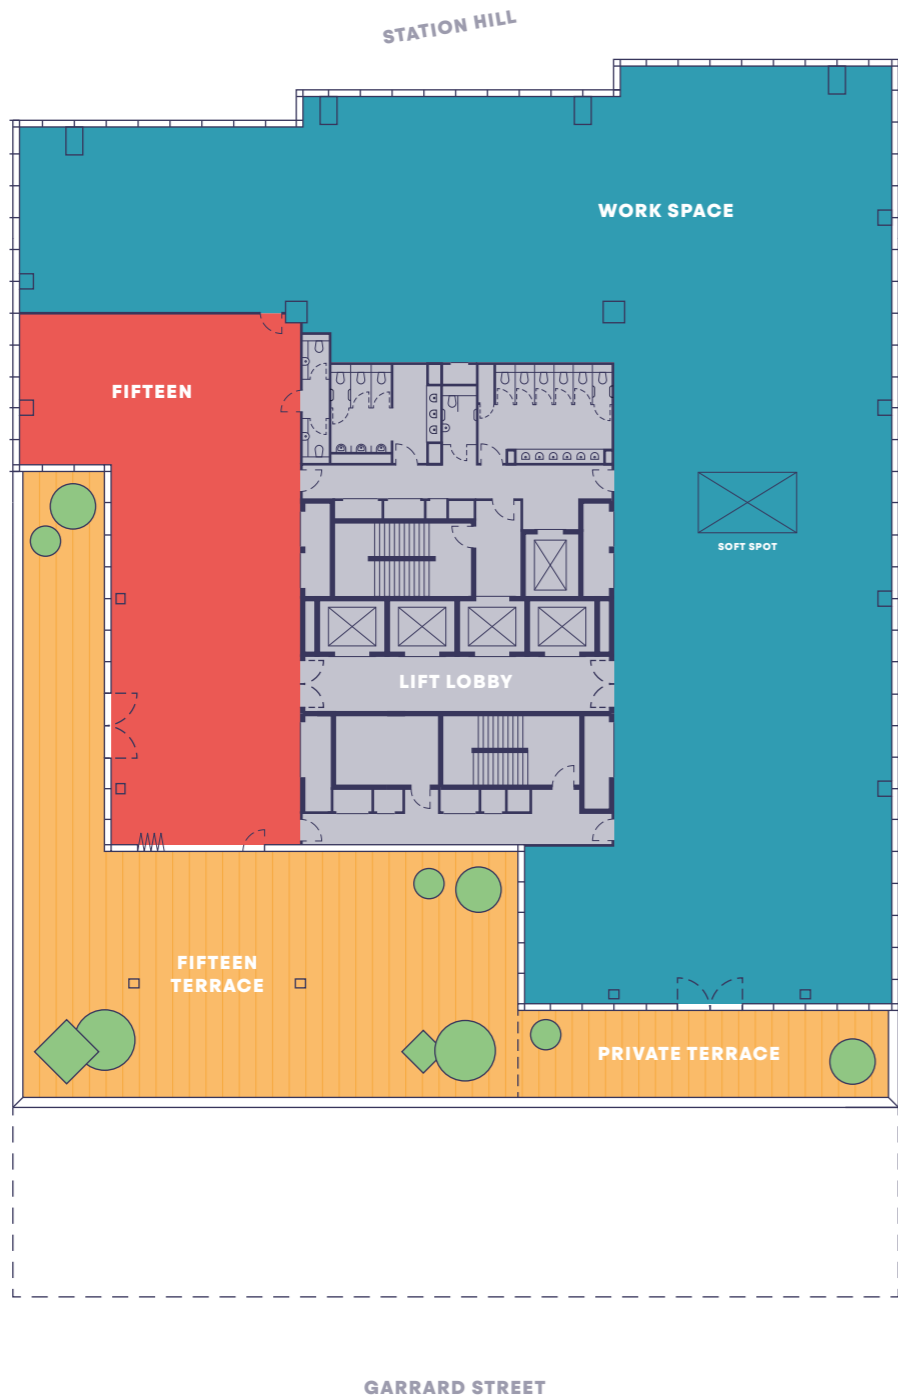 STATION HILL
WORK SPACE
FIFTEEN
SOFT SPOT
LIFT LOBBY
FIFTEEN
TERRACE
PRIVATE TERRACE
GARRARD STREET